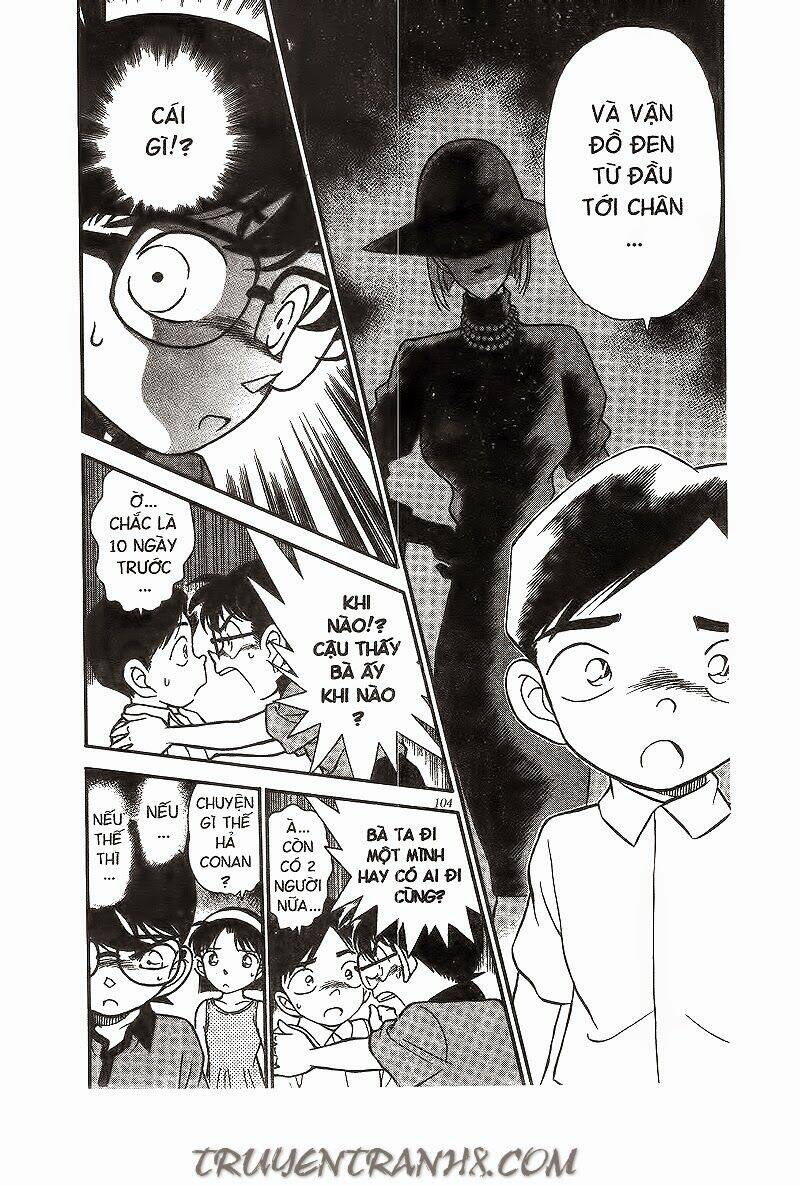 VÀ VẬN
ĐỒ ĐEN
TỪ ĐẦU
TỚI CHÂN
...
CÁI
GÌ!?
KHI
NÀO!?
CẬU THẤY
BÀ ẤY
KHI NÀO
?
Ờ...
CHẮC LÀ
10 NGÀY
TRƯỚC
...
104
BÀ TA ĐI
MỘT MÌNH
HAY CÓ AI ĐI
CÙNG?
À...
CÒN
CÓ 2
NGƯỜI
NỮA...
CHUYỆN
GÌ THẾ
HẢ
CONAN
?
NẾU
...
NẾU
THẾ
THÌ
...
TRUYENTRANH8.COM